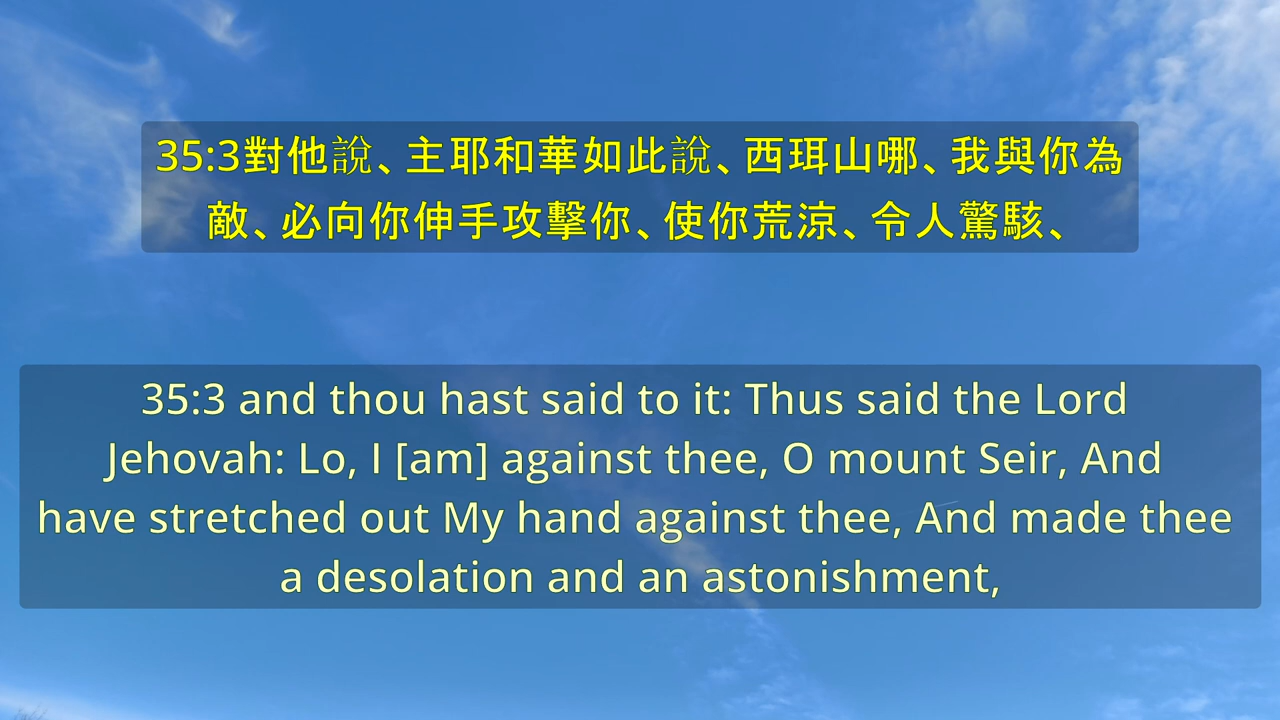 35:3對他說、主耶和華如此說、西珥山哪、我與你為
敵、必向你伸手攻擊你、使你荒涼、令人驚駭、
35:3 and thou hast said to it: Thus said the Lord
Jehovah: Lo, I [am] against thee, O mount Seir, And
have stretched out My hand against thee, And made thee
a desolation and an astonishment,